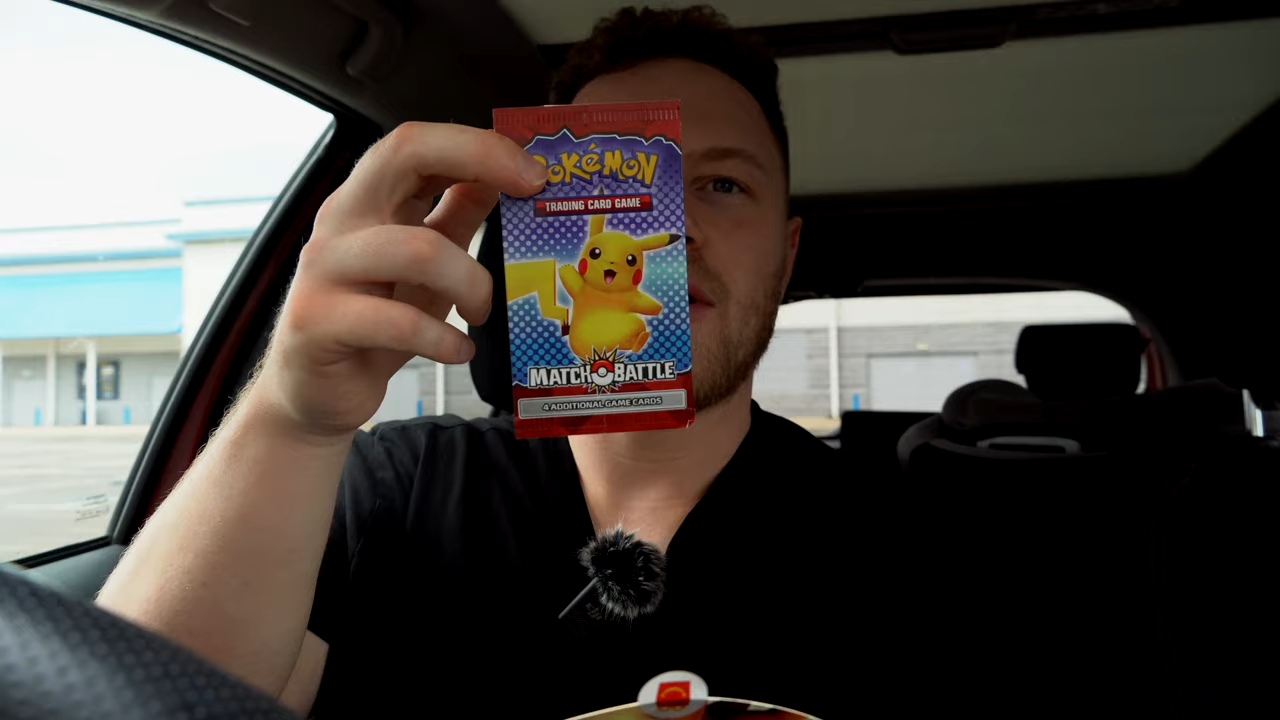 POKéMON
TRADING CARD GAME
MATCH BATTLE
4 ADDITIONAL GAME CARDS